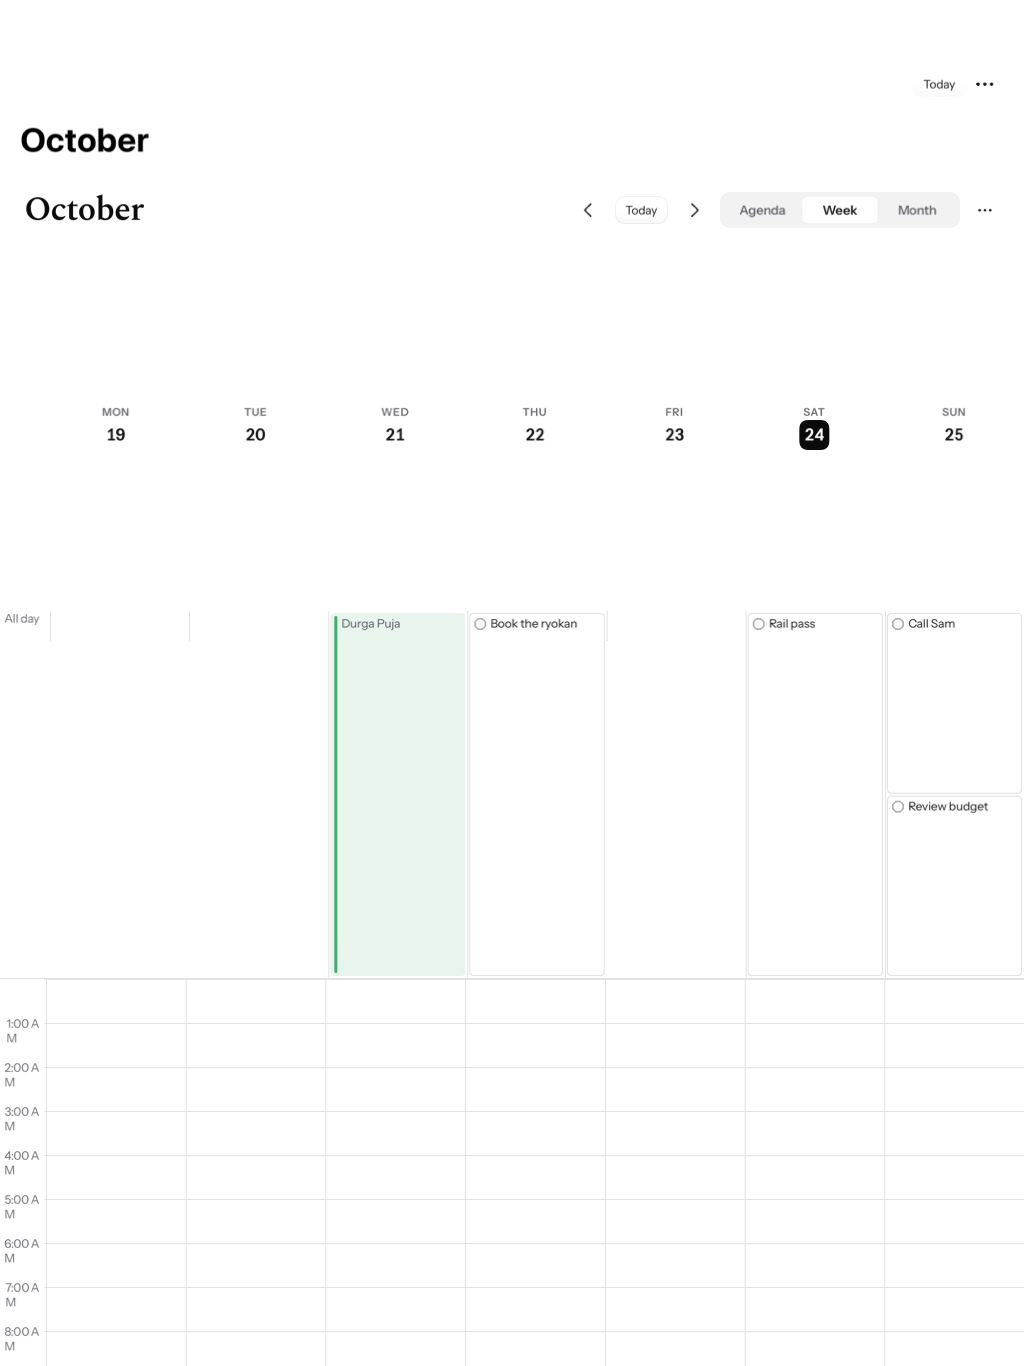 Today
October
October
Today
Agenda Week Month
MON TUE WED THU FRI SAT SUN
19 20 21 22 23 24 25
All day
Durga Puja
Book the ryokan
Rail pass
Call Sam
Review budget
1:00 A
M
2:00 A
M
3:00 A
M
4:00 A
M
5:00 A
M
6:00 A
M
7:00 A
M
8:00 A
M